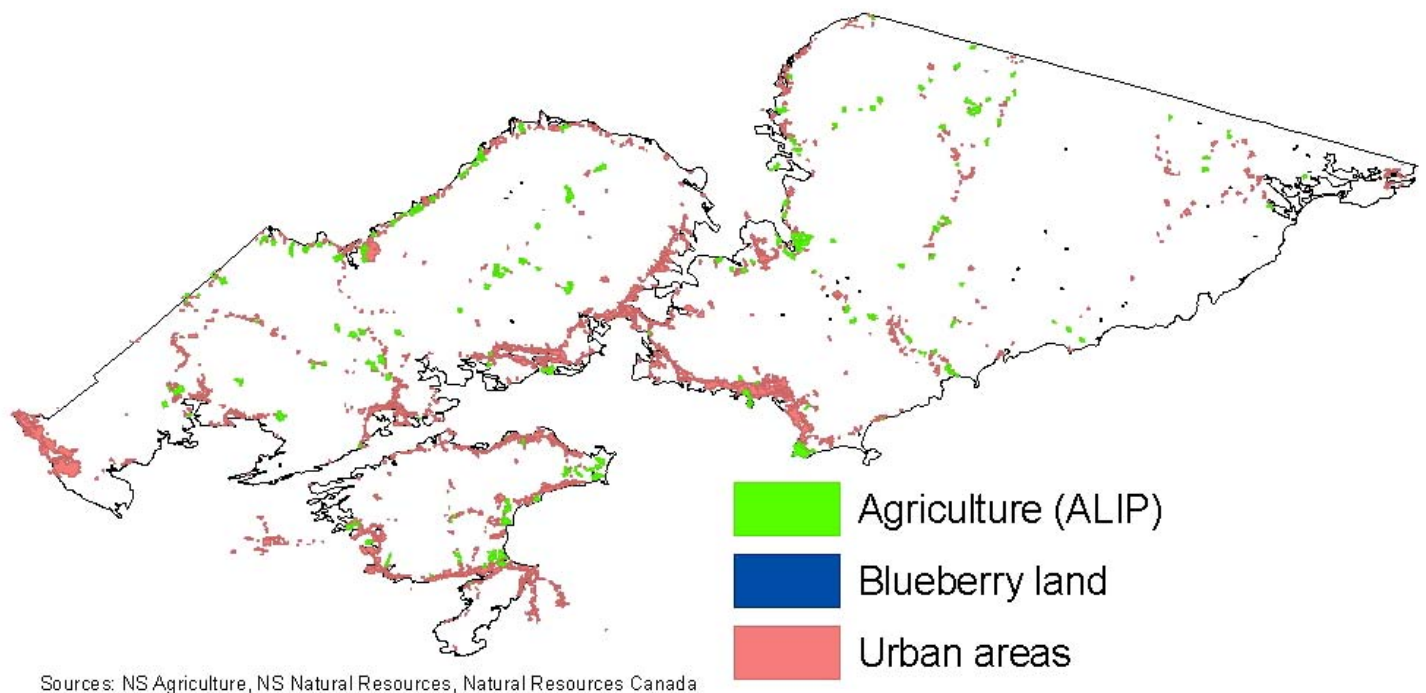 Agriculture (ALIP)
Blueberry land
Urban areas
Sources: NS Agriculture, NS Natural Resources, Natural Resources Canada